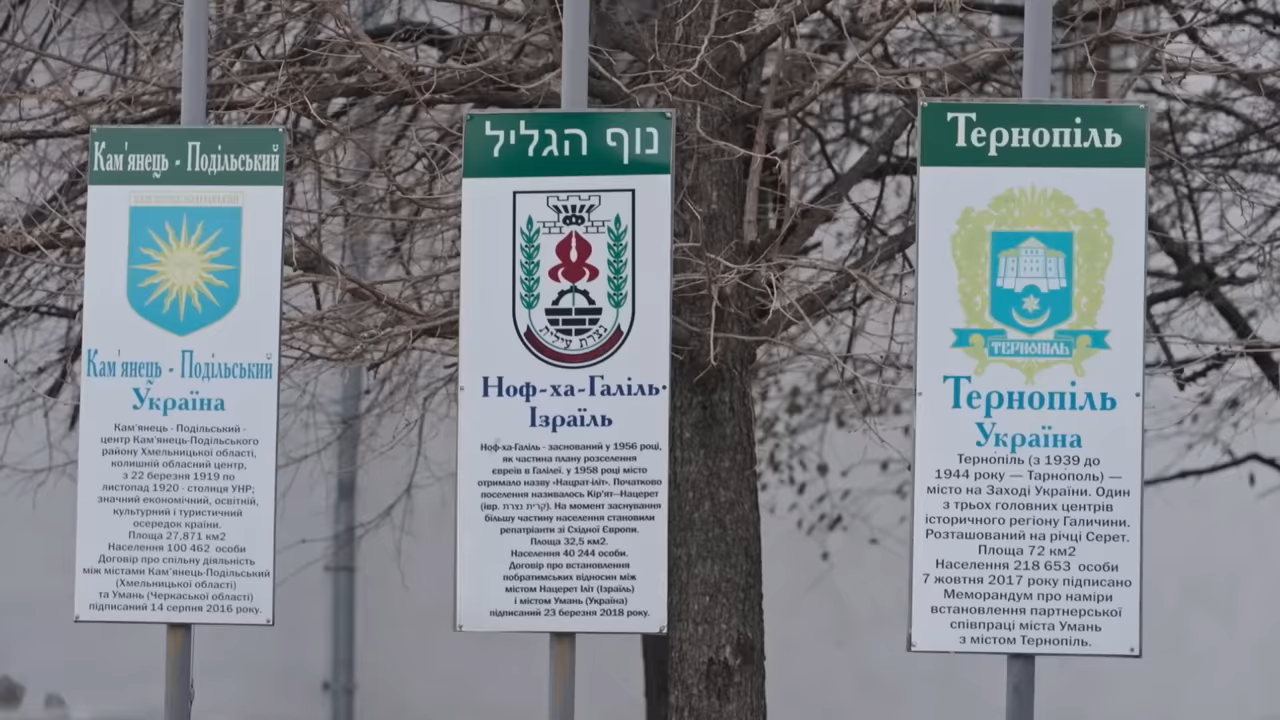 Кам'янець - Подільський
Кам'янець - Подільський
Україна
Кам'янець - Подільський -
центр Кам'янець-Подільського
району Хмельницької області,
колишній обласний центр,
з 22 березня 1919 по
листопад 1920 - столиця УНР;
значний економічний, освітній,
культурний і туристичний
осередок країни.
Площа 27,871 км2
Населення 100 462 особи
Договір про спільну діяльність
між містами Кам'янець-Подільський
(Хмельницької області)
та Умань (Черкаської області)
підписаний 14 серпня 2016 року.
נוף הגליל
נצרת עילית
Ноф-ха-Галіль-
Ізраїль
Ноф-ха-Галіль - заснований у 1956 році,
як частина плану розселення
євреїв в Галілеї. у 1958 році місто
отримало назву «Нацрат-іліт». Початково
поселення називалось Кір'ят—Нацерет
(івр. קרית נצרת). На момент заснування
більшу частину населення становили
репатріанти зі Східної Європи.
Площа 32,5 км2.
Населення 40 244 особи.
Договір про встановлення
побратимських відносин між
містом Нацерет Іліт (Ізраїль)
і містом Умань (Україна)
підписаний 23 березня 2018 року.
Тернопіль
ТЕРНОПІЛЬ
Тернопіль
Україна
Тернопіль (з 1939 до
1944 року — Тарнополь) —
місто на Заході України. Один
з трьох головних центрів
історичного регіону Галичини.
Розташований на річці Серет.
Площа 72 км2
Населення 218 653 особи
7 жовтня 2017 року підписано
Меморандум про наміри
встановлення партнерської
співпраці міста Умань
з містом Тернопіль.